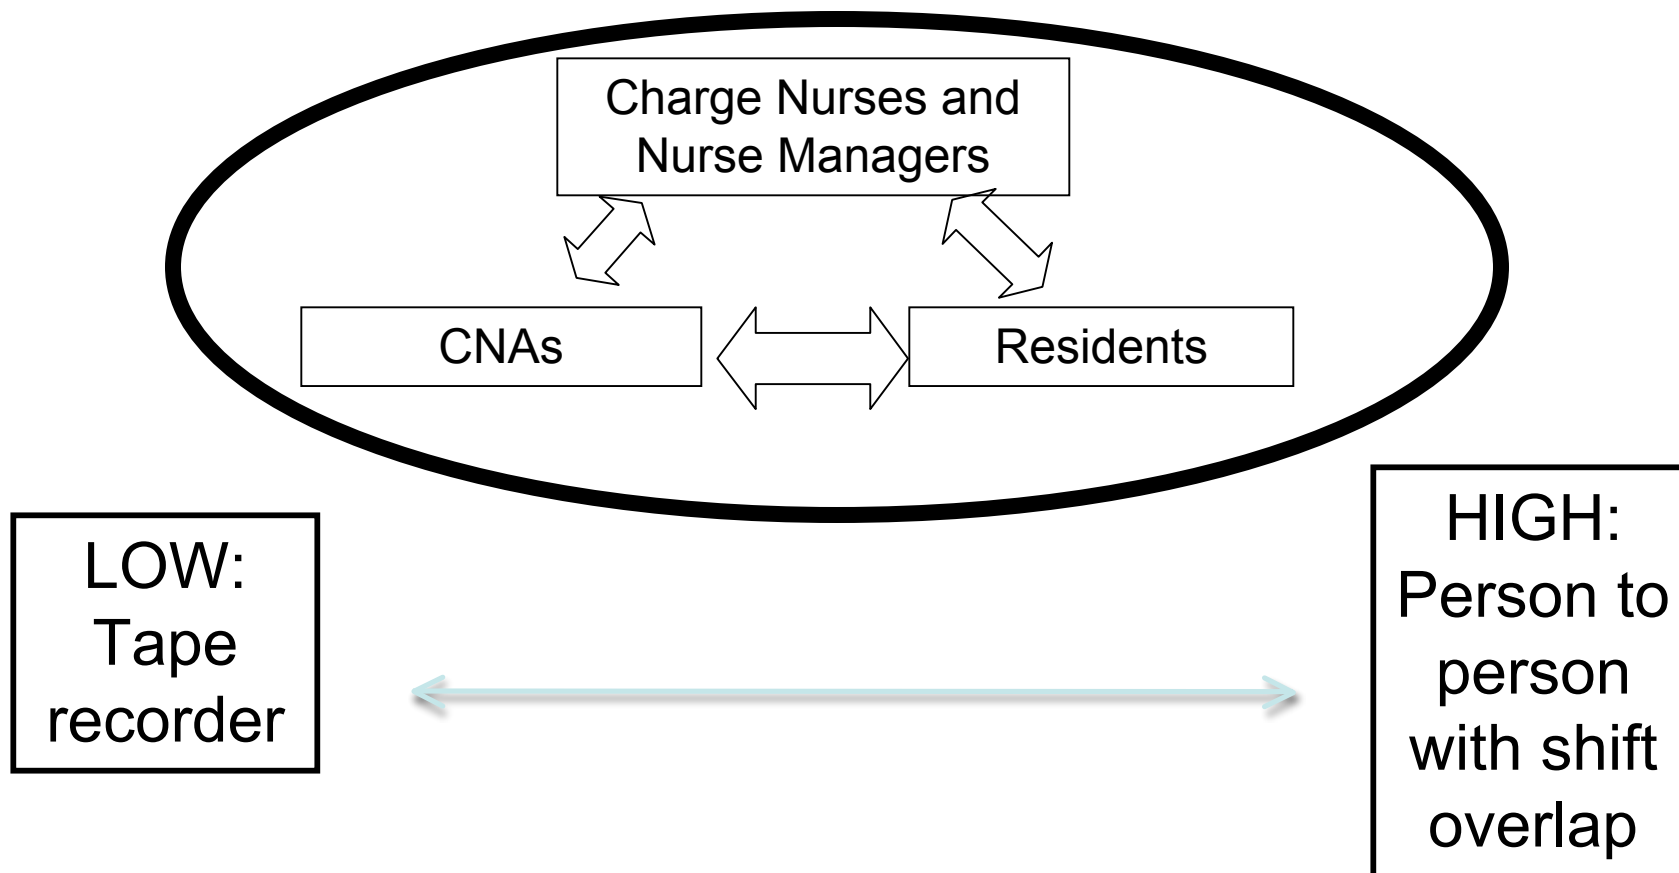 Charge Nurses and
Nurse Managers
CNAs
Residents
LOW:
Tape
recorder
HIGH:
Person to
person
with shift
overlap